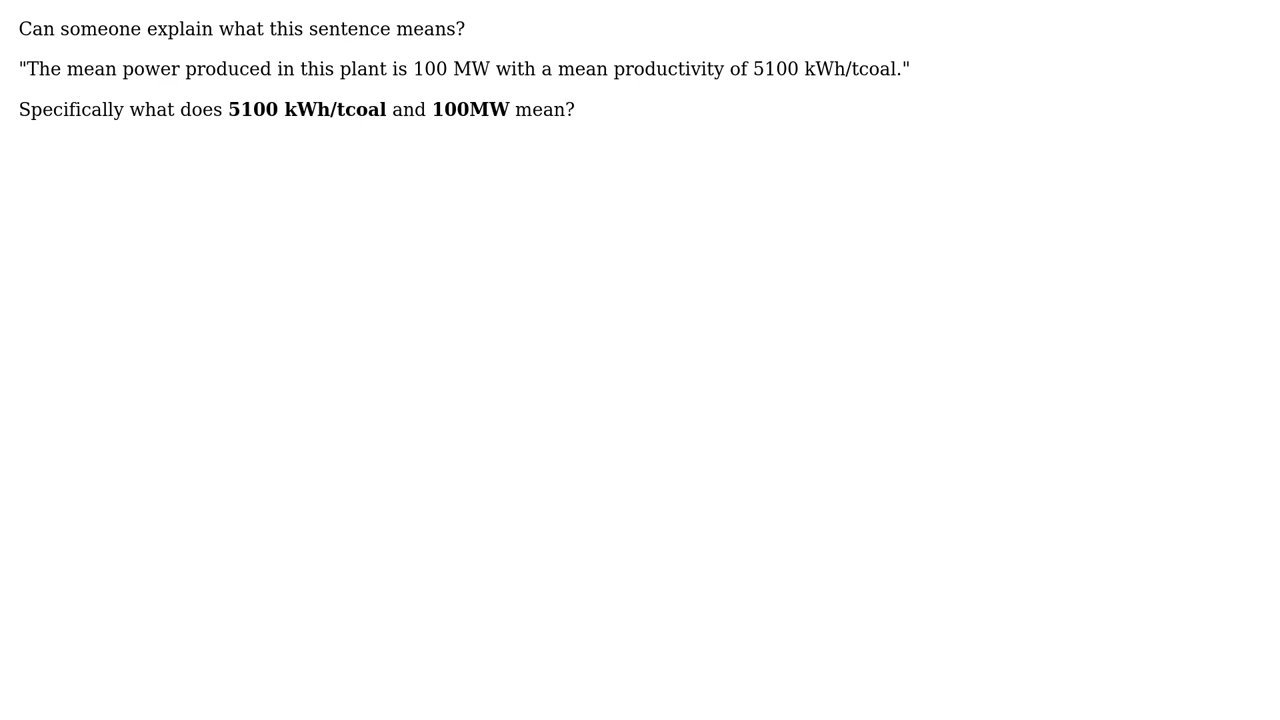 Can someone explain what this sentence means?
"The mean power produced in this plant is 100 MW with a mean productivity of 5100 kWh/tcoal."
Specifically what does 5100 kWh/tcoal and 100MW mean?